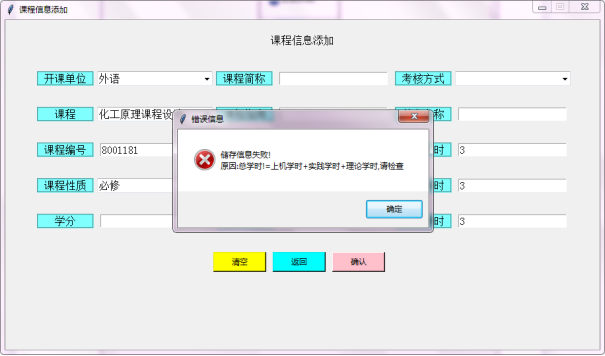 课程信息添加
课程信息添加
开课单位 外语 课程简称 考核方式
课程 化工原理课程设
错误信息
课程编号 8001181 时 3
储存信息失败!
原因:总学时!=上机学时+实践学时+理论学时,请检查
课程性质 必修 时 3
确定
学分 时 3
清空 返回 确认